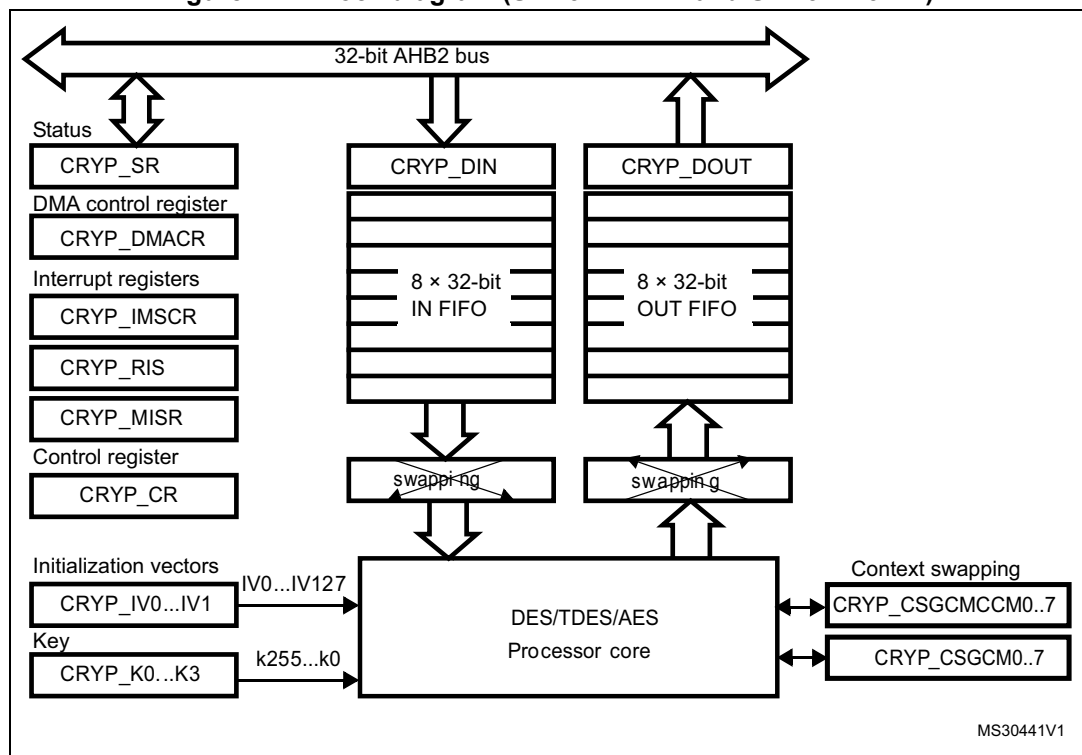 32-bit AHB2 bus
Status
CRYP_SR
DMA control register
CRYP_DMACR
Interrupt registers
CRYP_IMSCR
CRYP_RIS
CRYP_MISR
Control register
CRYP_CR
CRYP_DIN
8 × 32-bit
IN FIFO
swapping
CRYP_DOUT
8 × 32-bit
OUT FIFO
swapping
Initialization vectors
CRYP_IV0...IV1
IV0...IV127
Key
CRYP_K0...K3
k255...k0
DES/TDES/AES
Processor core
Context swapping
CRYP_CSGCMCCM0..7
CRYP_CSGCM0..7
MS30441V1